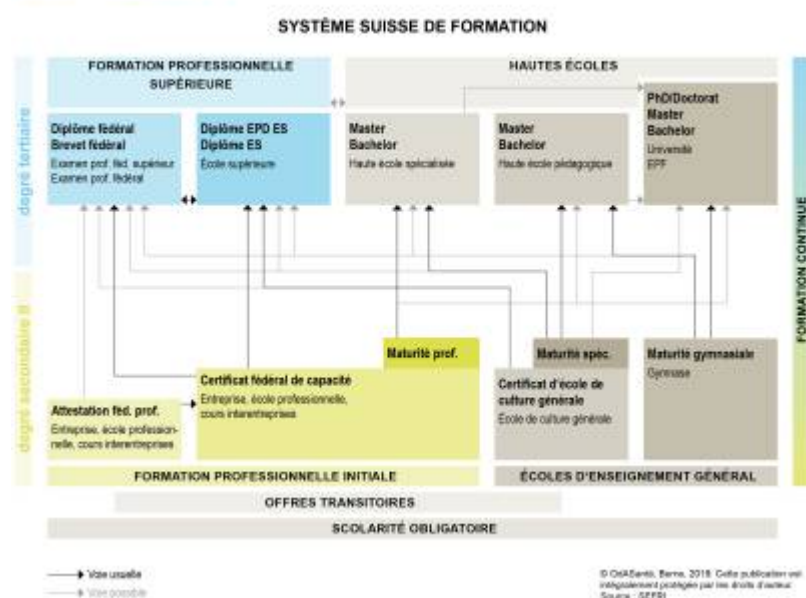 SYSTÈME SUISSE DE FORMATION
FORMATION PROFESSIONNELLE
SUPÉRIEURE
HAUTES ÉCOLES
degré tertiaire
Diplôme fédéral
Brevet fédéral
Examen prof. féd. supérieur
Examen prof. fédéral
Diplôme EPD ES
Diplôme ES
École supérieure
Master
Bachelor
Haute école spécialisée
Master
Bachelor
Haute école pédagogique
PhD/Doctorat
Master
Bachelor
Université
EPF
FORMATION CONTINUE
degré secondaire II
Maturité prof.
Certificat fédéral de capacité
Entreprise, école professionnelle,
cours interentreprises
Attestation féd. prof.
Entreprise, école profession-
nelle, cours interentreprises
Maturité spéc.
Certificat d'école de
culture générale
École de culture générale
Maturité gymnasiale
Gymnase
FORMATION PROFESSIONNELLE INITIALE
ÉCOLES D'ENSEIGNEMENT GÉNÉRAL
OFFRES TRANSITOIRES
SCOLARITÉ OBLIGATOIRE
Voie usuelle
Voie possible
© OdASanté, Berne, 2019. Cette publication est
intégralement protégée par les droits d'auteur.
Source : SEFRI